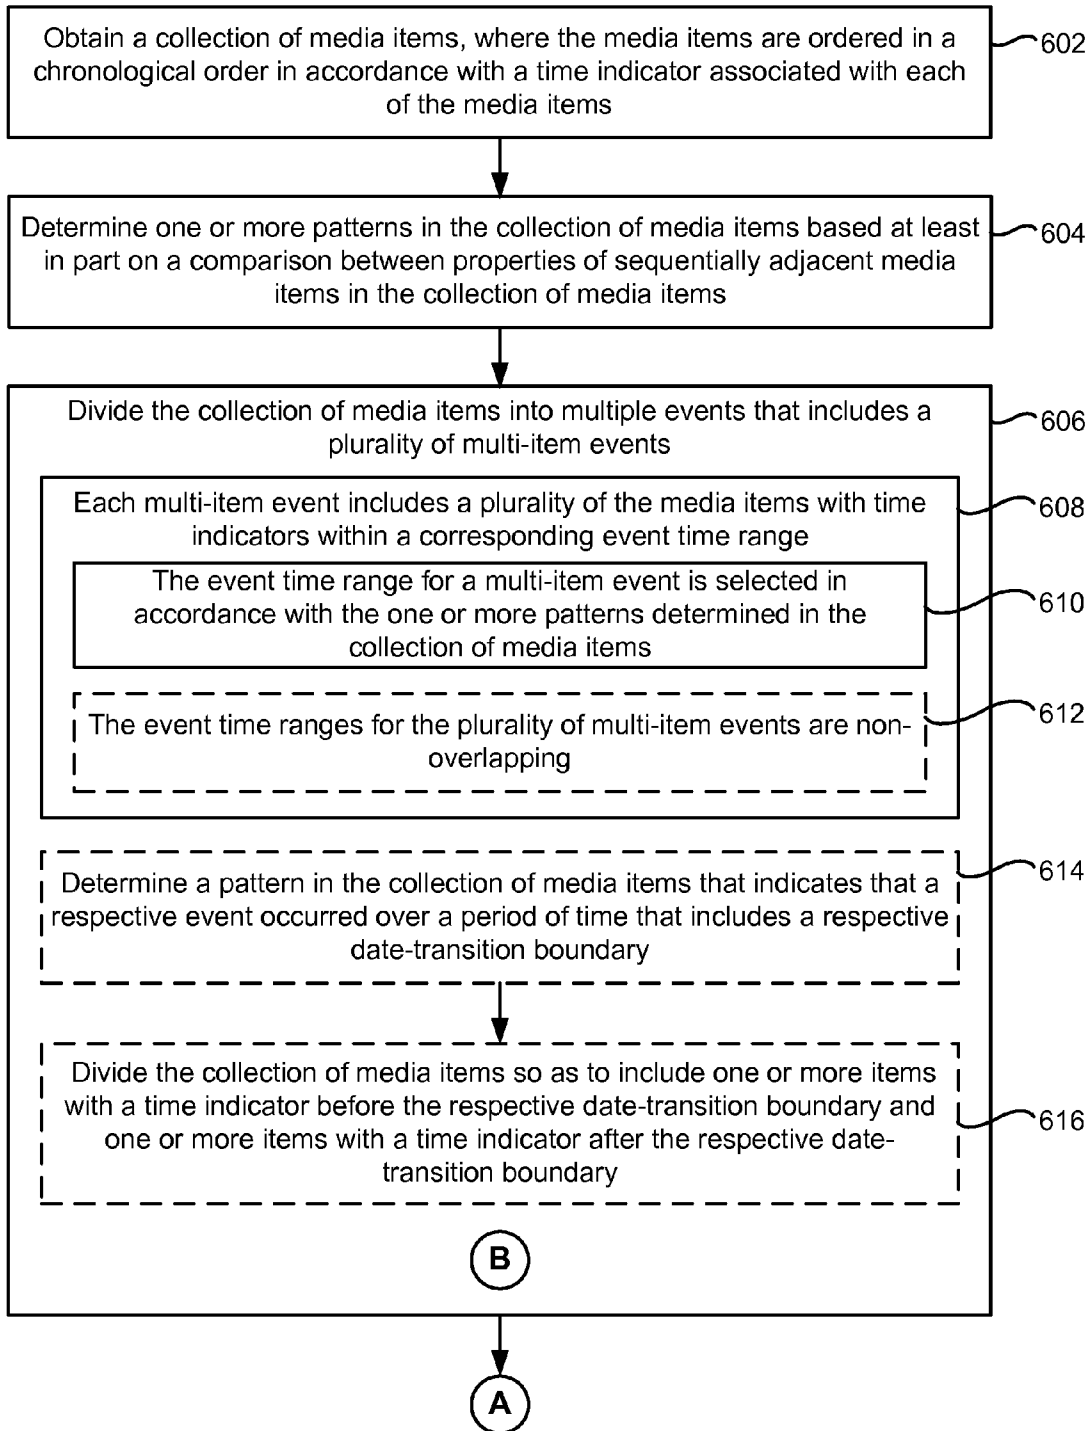 Obtain a collection of media items, where the media items are ordered in a
chronological order in accordance with a time indicator associated with each
of the media items
602
Determine one or more patterns in the collection of media items based at least
in part on a comparison between properties of sequentially adjacent media
items in the collection of media items
604
Divide the collection of media items into multiple events that includes a
plurality of multi-item events
606
Each multi-item event includes a plurality of the media items with time
indicators within a corresponding event time range
608
The event time range for a multi-item event is selected in
accordance with the one or more patterns determined in the
collection of media items
610
The event time ranges for the plurality of multi-item events are non-
overlapping
612
Determine a pattern in the collection of media items that indicates that a
respective event occurred over a period of time that includes a respective
date-transition boundary
614
Divide the collection of media items so as to include one or more items
with a time indicator before the respective date-transition boundary and
one or more items with a time indicator after the respective date-
transition boundary
616
B
A